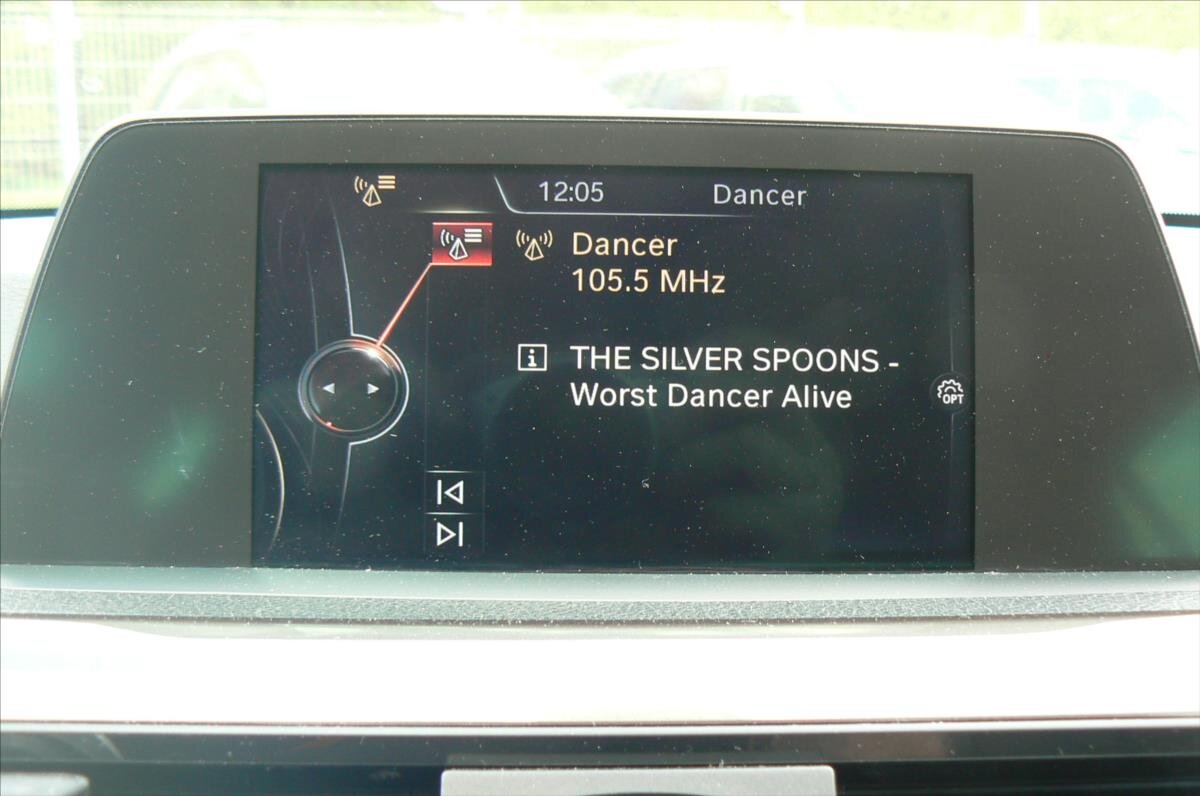 12:05 Dancer
Dancer
105.5 MHz
i THE SILVER SPOONS -
Worst Dancer Alive
OPT